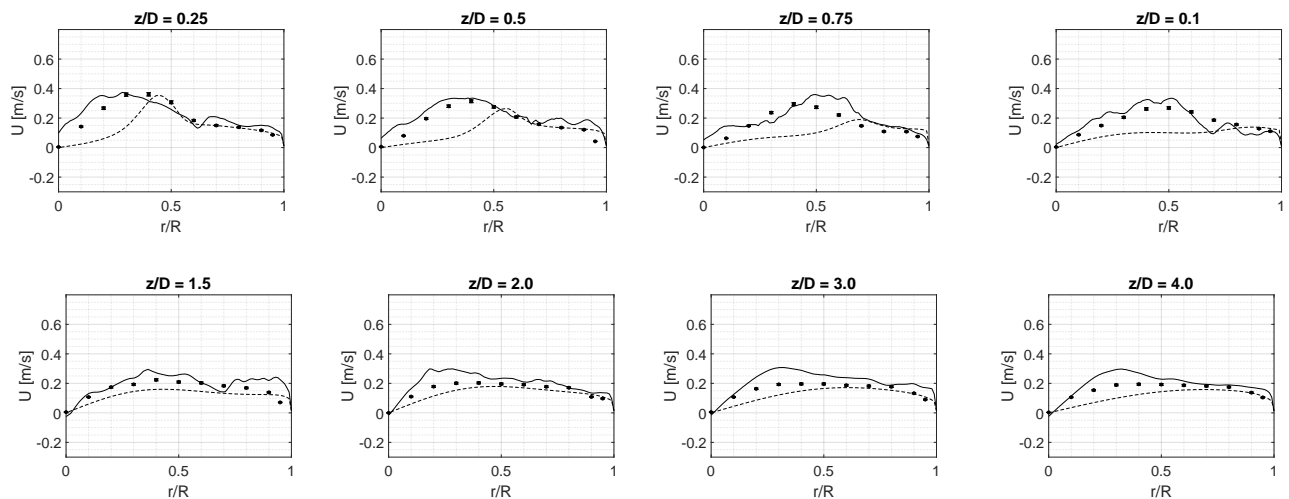 z/D = 0.25
0.6
0.4
0.2
0
-0.2
U [m/s]
0 0.5 1
r/R
z/D = 0.5
0.6
0.4
0.2
0
-0.2
U [m/s]
0 0.5 1
r/R
z/D = 0.75
0.6
0.4
0.2
0
-0.2
U [m/s]
0 0.5 1
r/R
z/D = 0.1
0.6
0.4
0.2
0
-0.2
U [m/s]
0 0.5 1
r/R
z/D = 1.5
0.6
0.4
0.2
0
-0.2
U [m/s]
0 0.5 1
r/R
z/D = 2.0
0.6
0.4
0.2
0
-0.2
U [m/s]
0 0.5 1
r/R
z/D = 3.0
0.6
0.4
0.2
0
-0.2
U [m/s]
0 0.5 1
r/R
z/D = 4.0
0.6
0.4
0.2
0
-0.2
U [m/s]
0 0.5 1
r/R